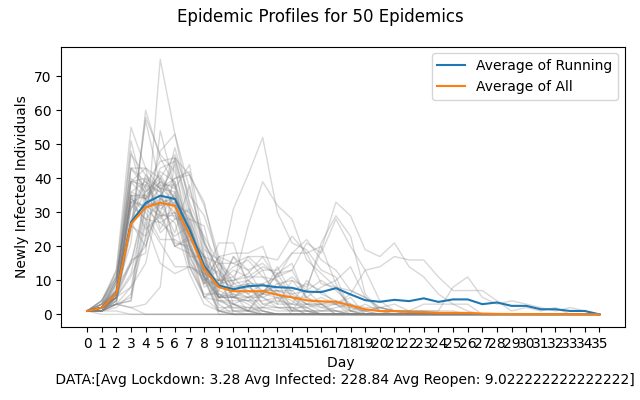 Epidemic Profiles for 50 Epidemics
Average of Running
Average of All
Newly Infected Individuals
70
60
50
40
30
20
10
0
0 1 2 3 4 5 6 7 8 9 10 11 12 13 14 15 16 17 18 19 20 21 22 23 24 25 26 27 28 29 30 31 32 33 34 35
Day
DATA:[Avg Lockdown: 3.28 Avg Infected: 228.84 Avg Reopen: 9.022222222222222]